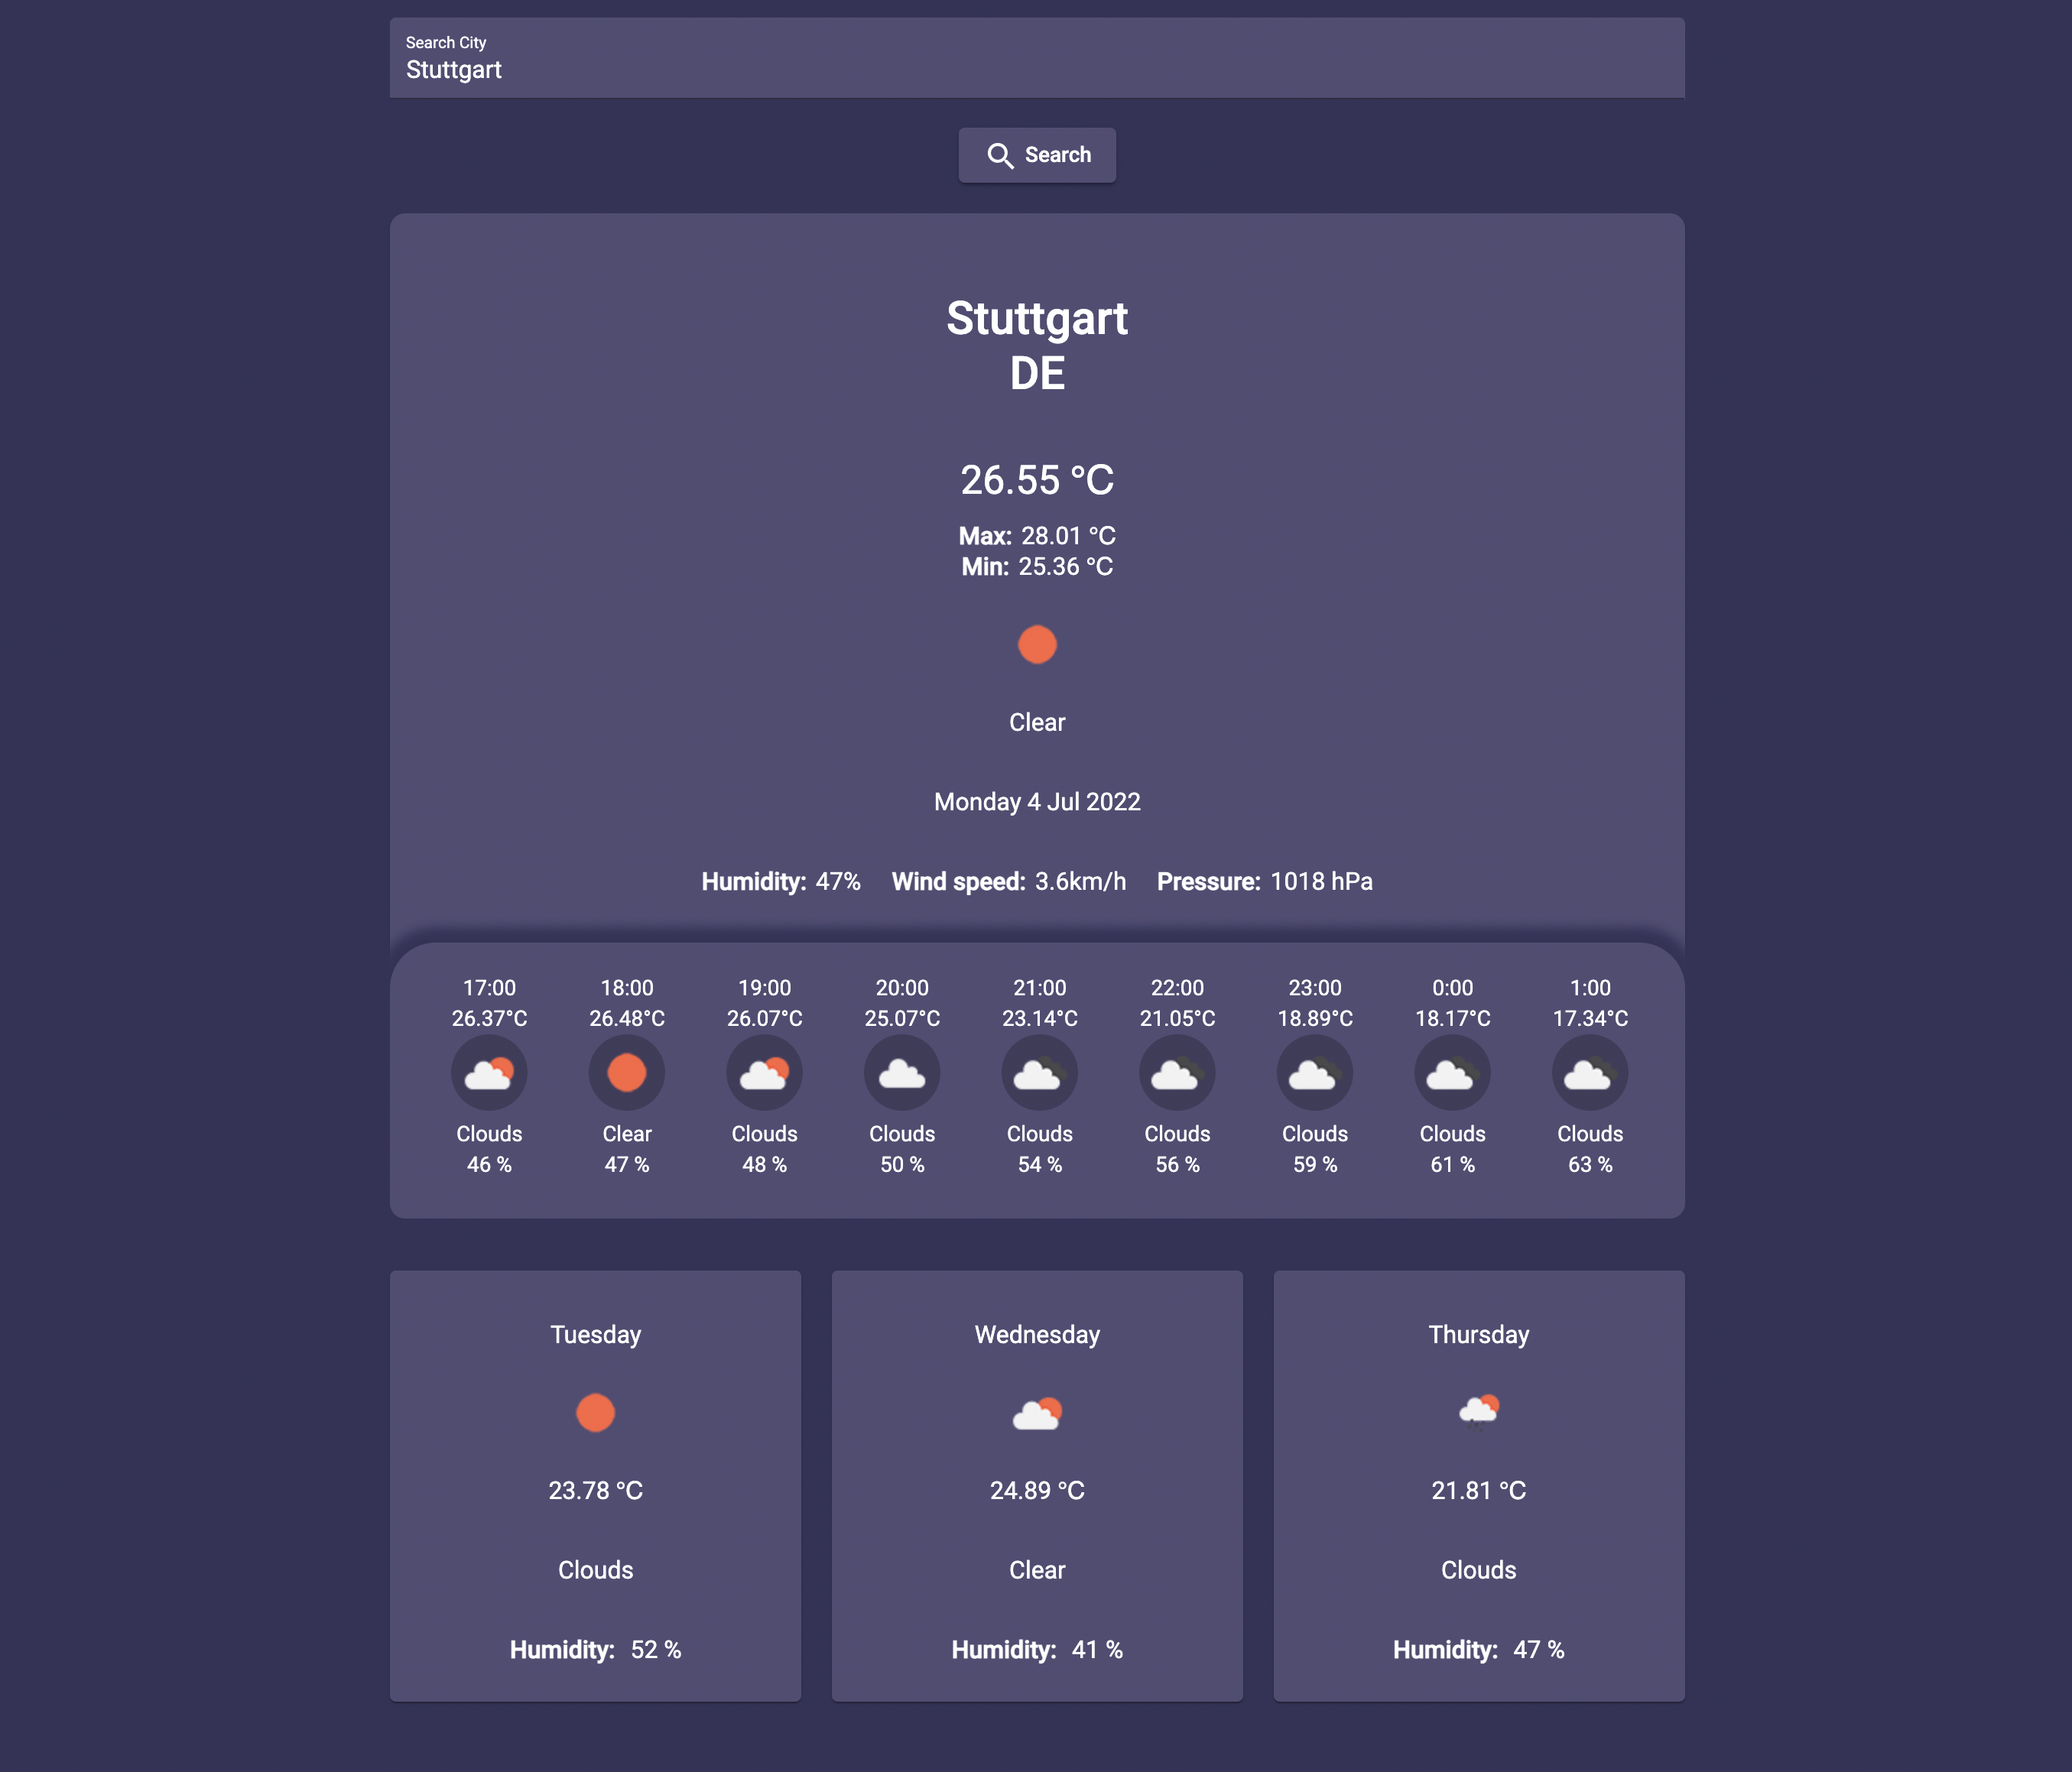 Search City
Stuttgart
Search
Stuttgart
DE
26.55 °C
Max: 28.01 °C
Min: 25.36 °C
Clear
Monday 4 Jul 2022
Humidity: 47% Wind speed: 3.6km/h Pressure: 1018 hPa
17:00 18:00 19:00 20:00 21:00 22:00 23:00 0:00 1:00
26.37°C 26.48°C 26.07°C 25.07°C 23.14°C 21.05°C 18.89°C 18.17°C 17.34°C
Clouds Clear Clouds Clouds Clouds Clouds Clouds Clouds Clouds
46 % 47 % 48 % 50 % 54 % 56 % 59 % 61 % 63 %
Tuesday
23.78 °C
Clouds
Humidity: 52 %
Wednesday
24.89 °C
Clear
Humidity: 41 %
Thursday
21.81 °C
Clouds
Humidity: 47 %